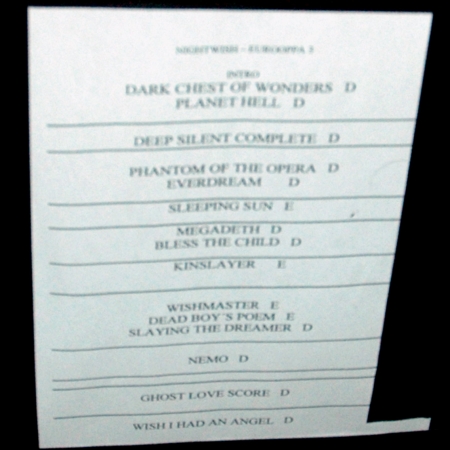 NIGHTWISH - EUROOPPA 2
INTRO
DARK CHEST OF WONDERS D
PLANET HELL D
DEEP SILENT COMPLETE D
PHANTOM OF THE OPERA D
EVERDREAM D
SLEEPING SUN E
MEGADETH D
BLESS THE CHILD D
KINSLAYER E
WISHMASTER E
DEAD BOY'S POEM E
SLAYING THE DREAMER D
NEMO D
GHOST LOVE SCORE D
WISH I HAD AN ANGEL D